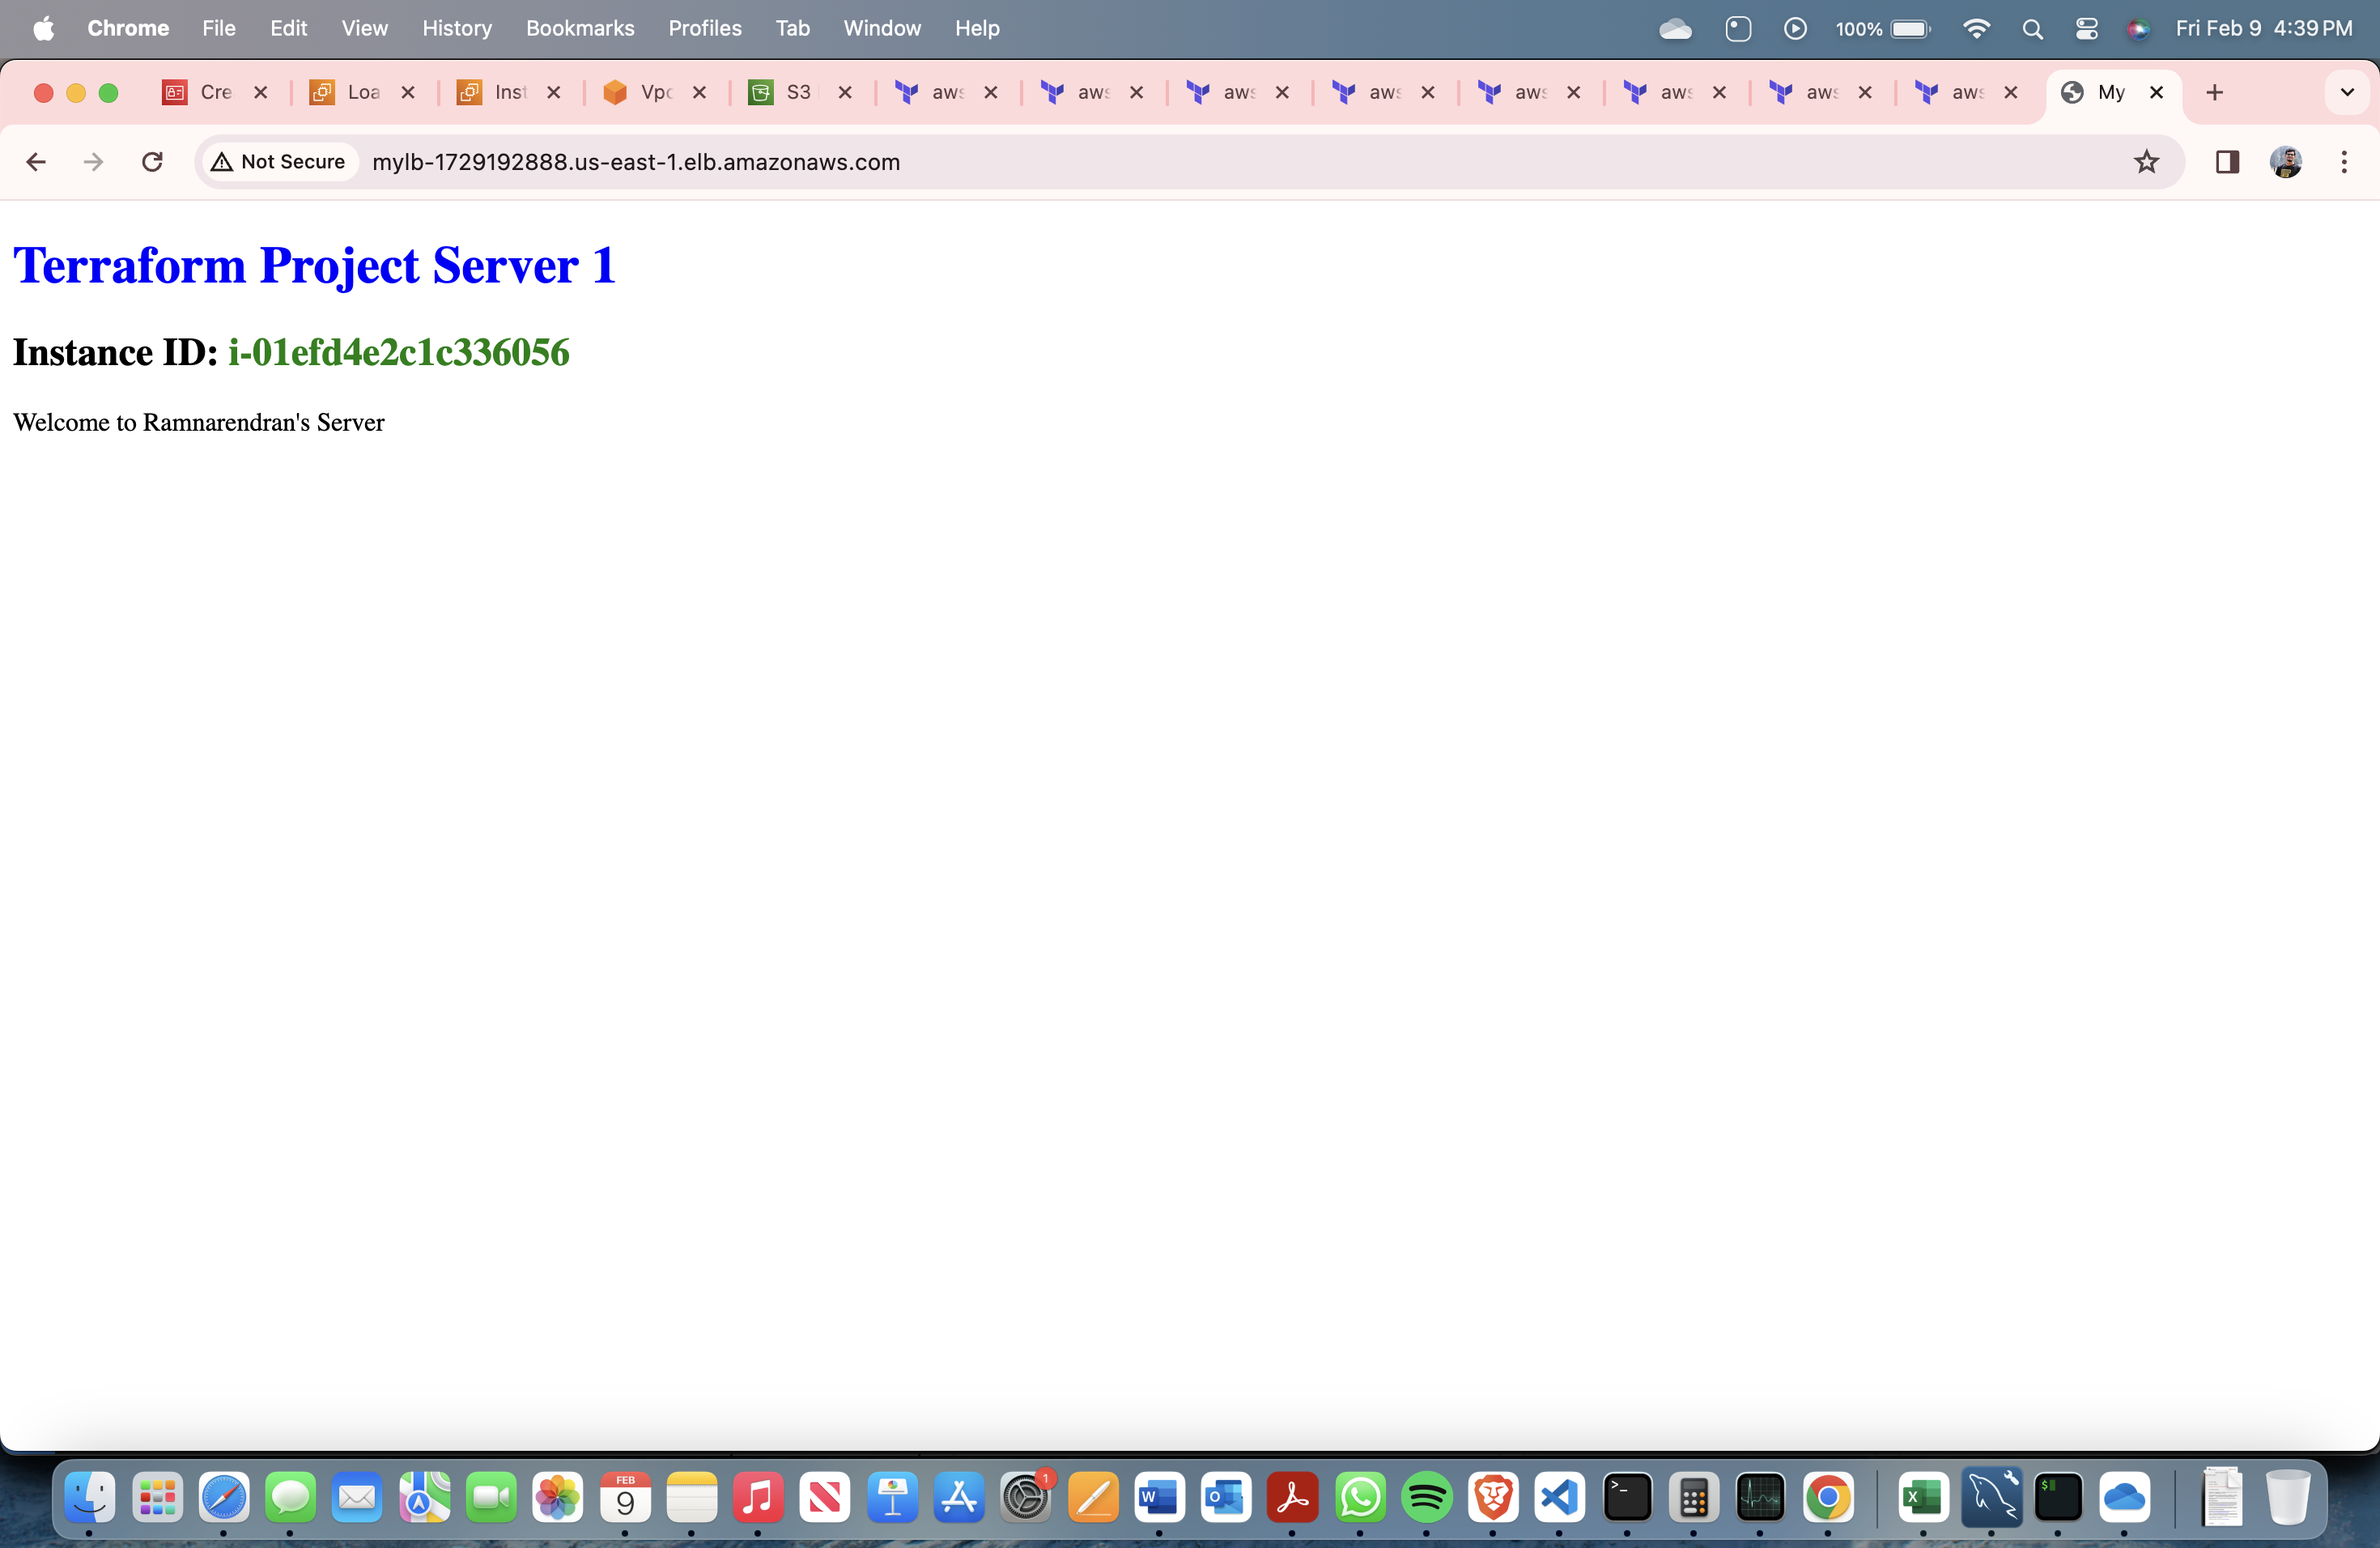 Chrome File Edit View History Bookmarks Profiles Tab Window Help 100% Fri Feb 9 4:39 PM
Cre Loa Inst Vpc S3 aws aws aws aws aws aws aws aws My
Not Secure mylb-1729192888.us-east-1.elb.amazonaws.com
Terraform Project Server 1
Instance ID: i-01efd4e2c1c336056
Welcome to Ramnarendran's Server
FEB
9
1